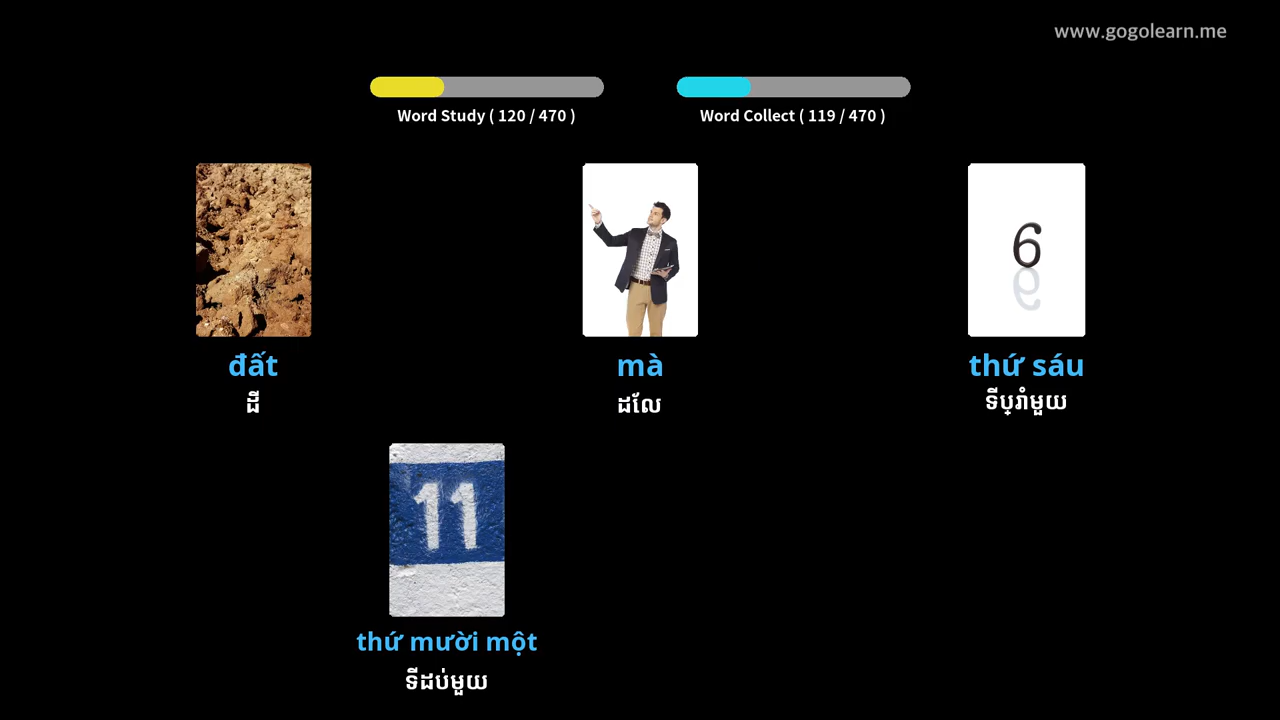 www.gogolearn.me
Word Study ( 120 / 470 )
Word Collect ( 119 / 470 )
đất
ដី
mà
ដែល
6
thứ sáu
ទីប្រាំមួយ
11
thứ mười một
ទីដប់មួយ